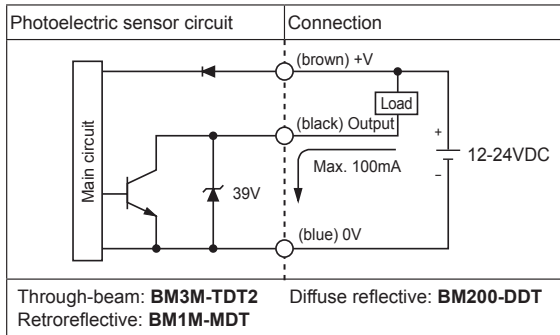 Photoelectric sensor circuit
Connection
(brown) +V
Load
(black) Output
+
Main circuit
12-24VDC
Max. 100mA
−
39V
(blue) 0V
Through-beam: BM3M-TDT2
Diffuse reflective: BM200-DDT
Retroreflective: BM1M-MDT